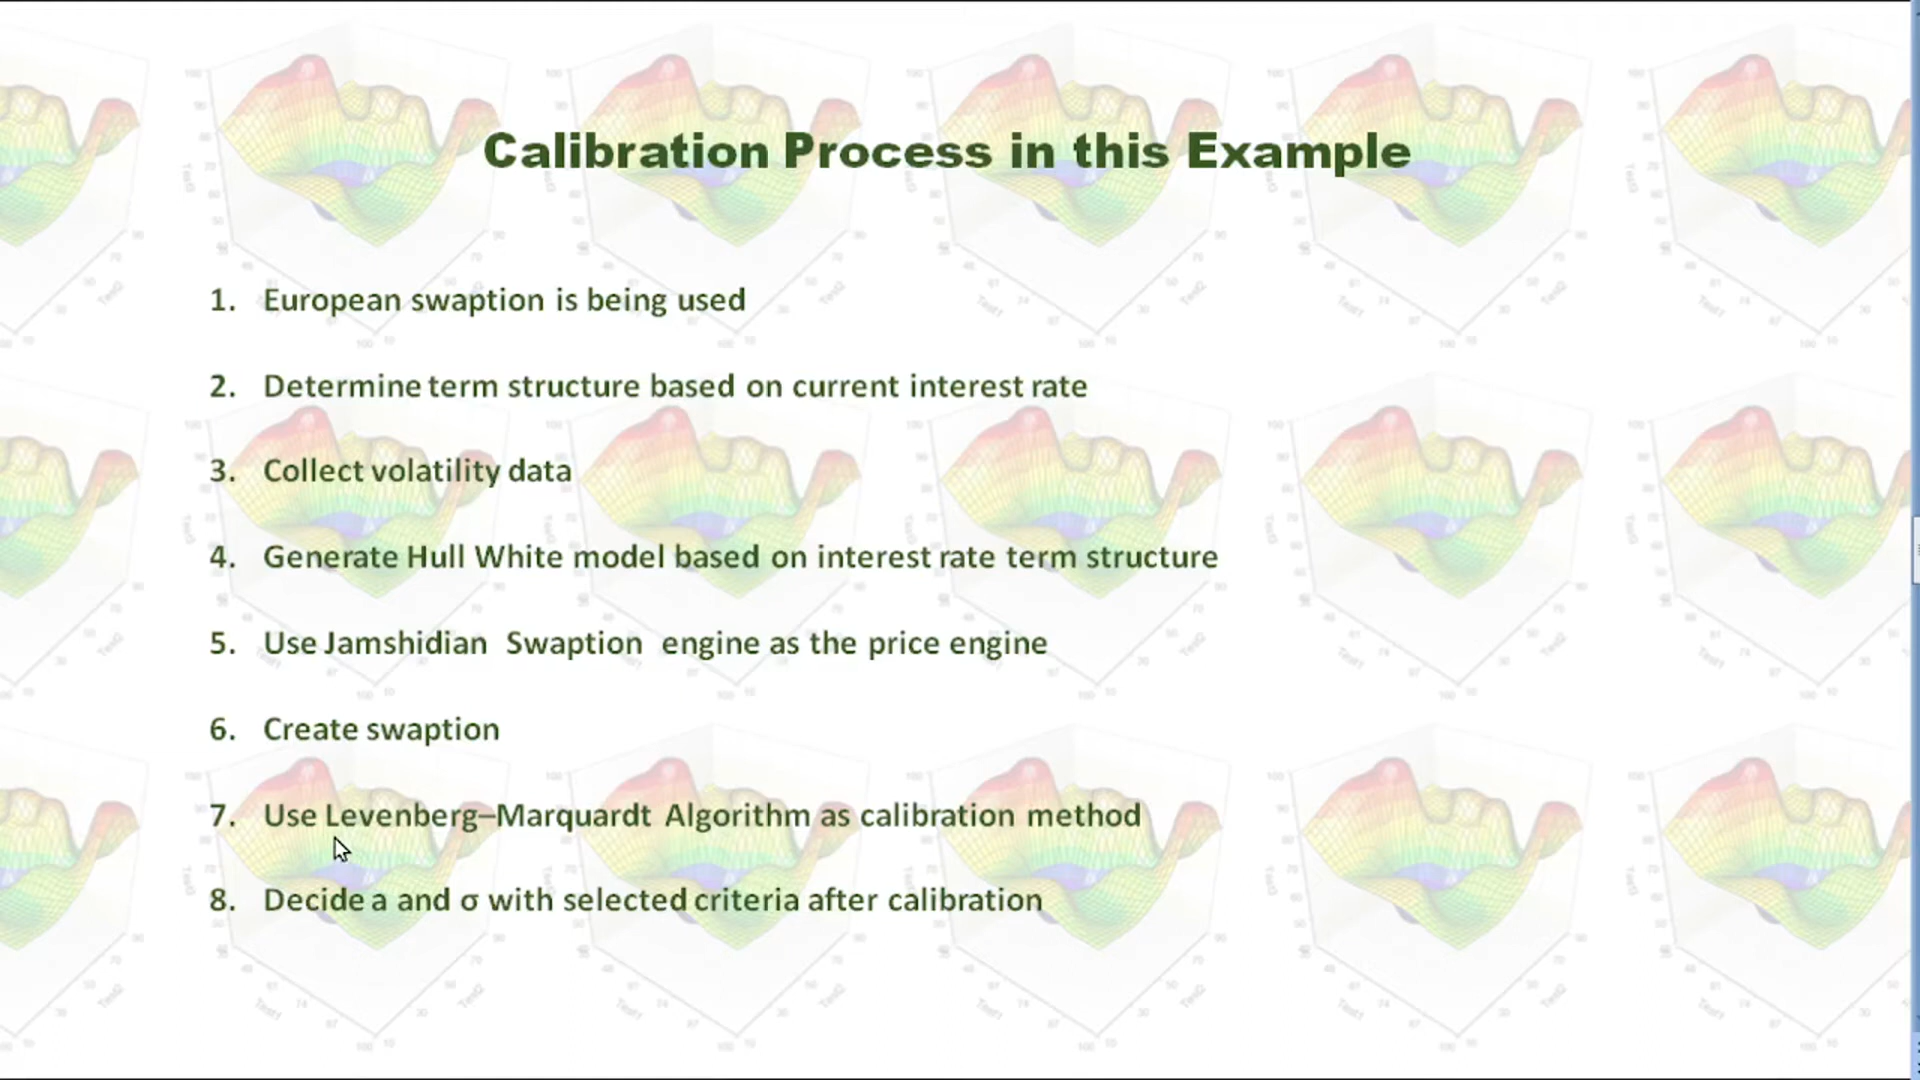 Calibration Process in this Example
1. European swaption is being used
2. Determine term structure based on current interest rate
3. Collect volatility data
4. Generate Hull White model based on interest rate term structure
5. Use Jamshidian Swaption engine as the price engine
6. Create swaption
7. Use Levenberg–Marquardt Algorithm as calibration method
8. Decide a and σ with selected criteria after calibration